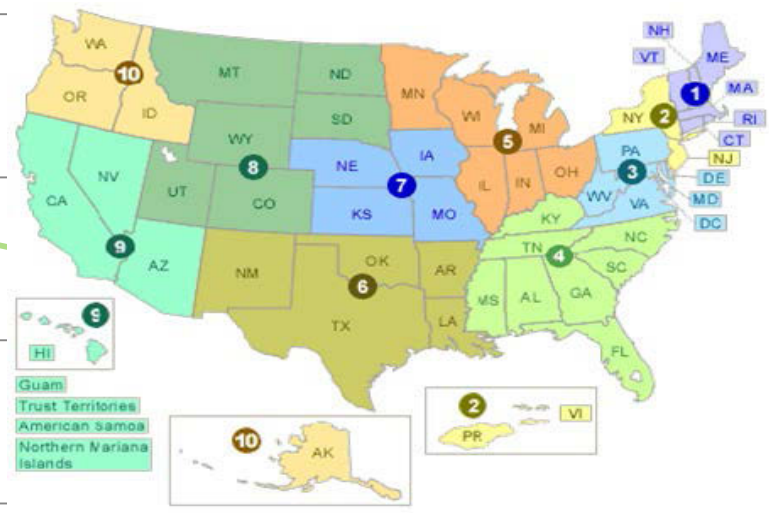 NH
VT
ME
WA
10
MT
ND
MN
1
MA
OR
ID
SD
WI
MI
NY
2
RI
CT
WY
5
PA
NJ
8
NE
IA
3
DE
NV
UT
CO
7
IL
IN
OH
WV
VA
MD
CA
KS
MO
KY
DC
9
AZ
NM
OK
AR
TN
4
NC
SC
6
TX
LA
MS
AL
GA
9
HI
FL
Guam
Trust Territories
American Samoa
Northern Mariana
Islands
10
AK
2
VI
PR